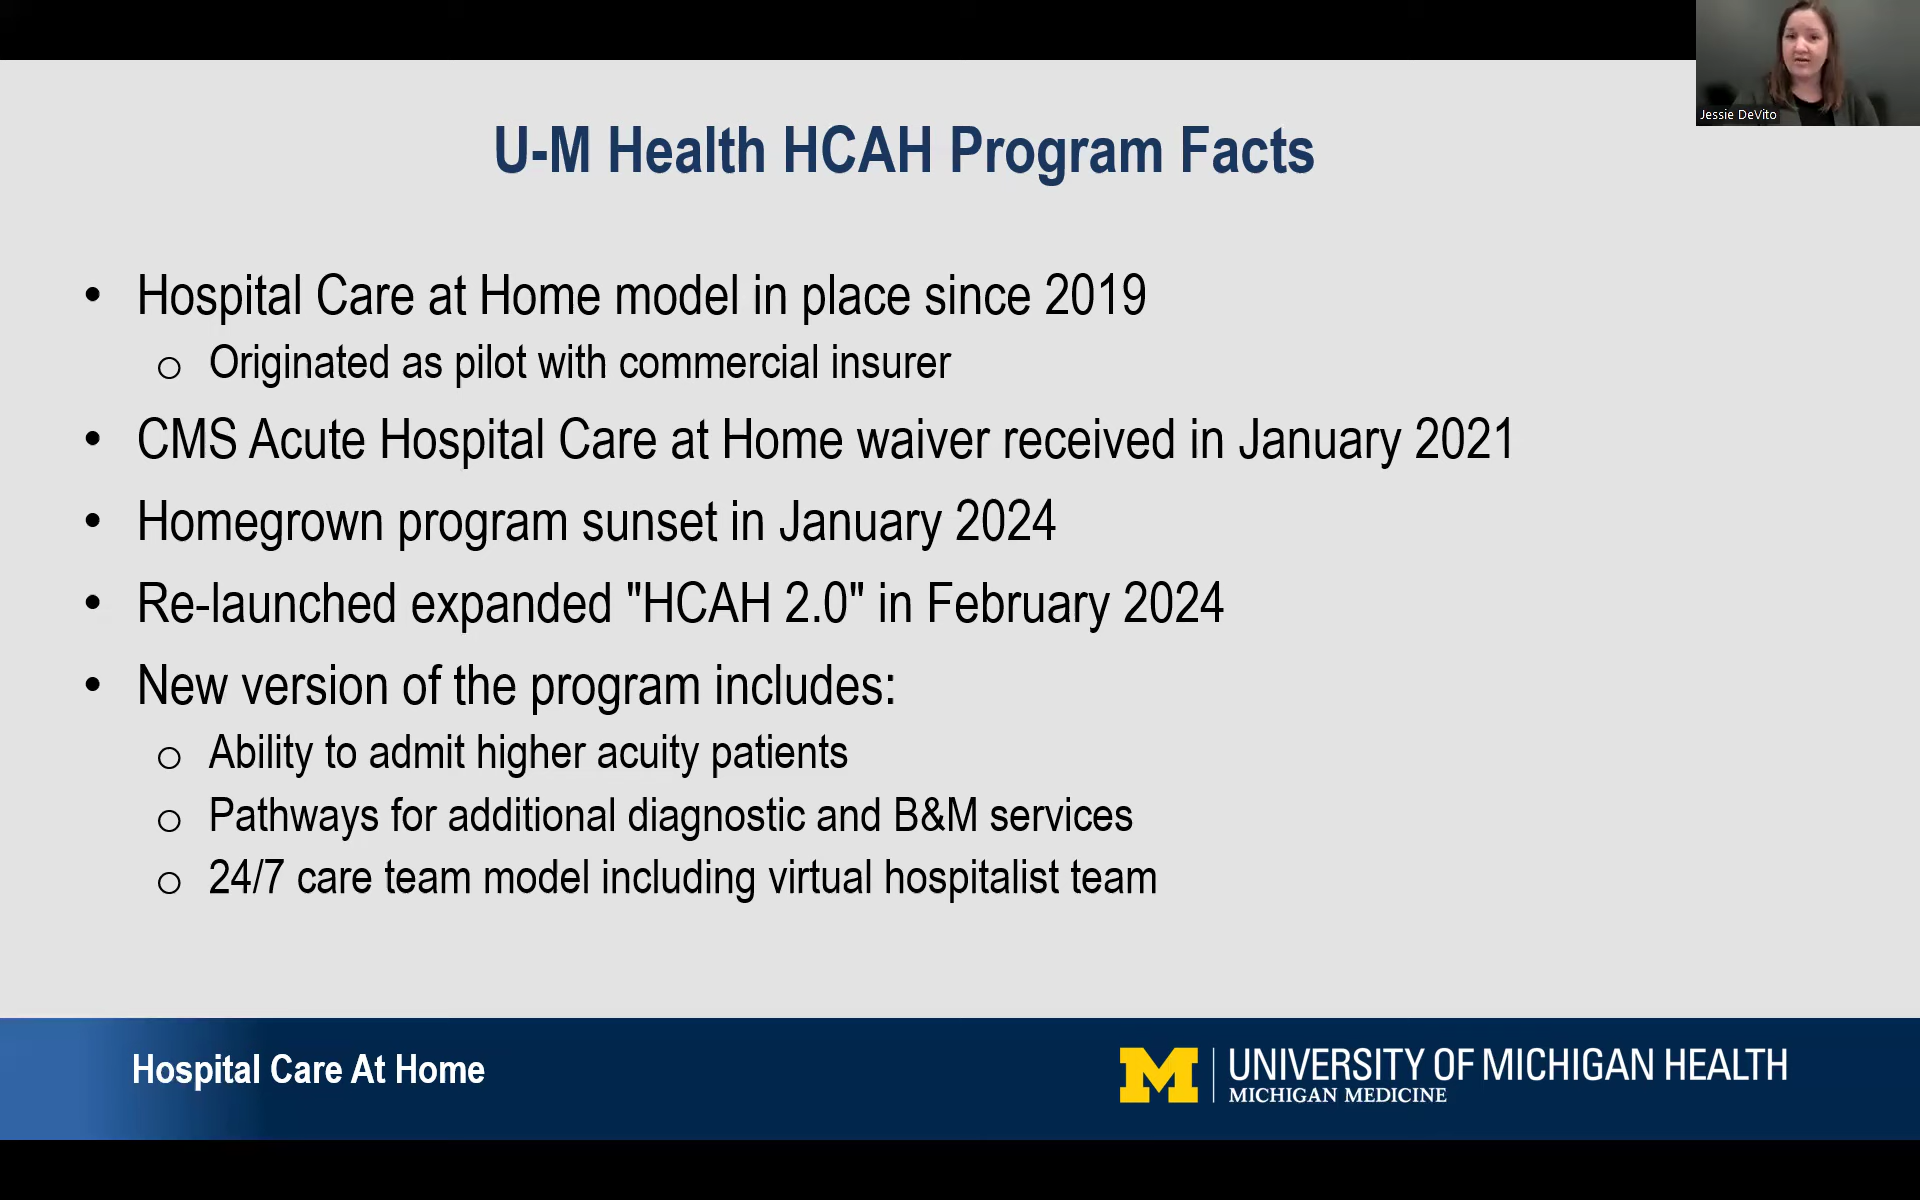 Jessie DeVito
U-M Health HCAH Program Facts
• Hospital Care at Home model in place since 2019
o Originated as pilot with commercial insurer
• CMS Acute Hospital Care at Home waiver received in January 2021
• Homegrown program sunset in January 2024
• Re-launched expanded "HCAH 2.0" in February 2024
• New version of the program includes:
o Ability to admit higher acuity patients
o Pathways for additional diagnostic and B&M services
o 24/7 care team model including virtual hospitalist team
Hospital Care At Home
M UNIVERSITY OF MICHIGAN HEALTH
MICHIGAN MEDICINE